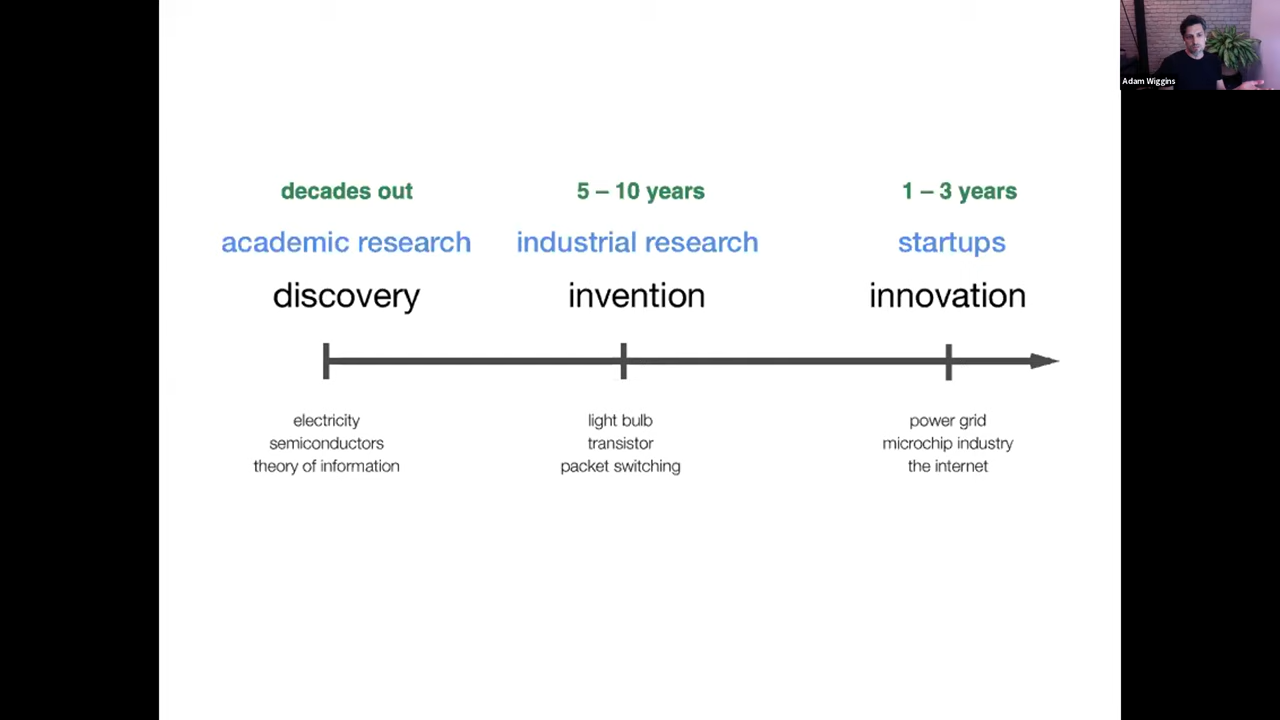 Adam Wiggins
decades out
5 – 10 years
1 – 3 years
academic research
industrial research
startups
discovery
invention
innovation
electricity
semiconductors
theory of information
light bulb
transistor
packet switching
power grid
microchip industry
the internet